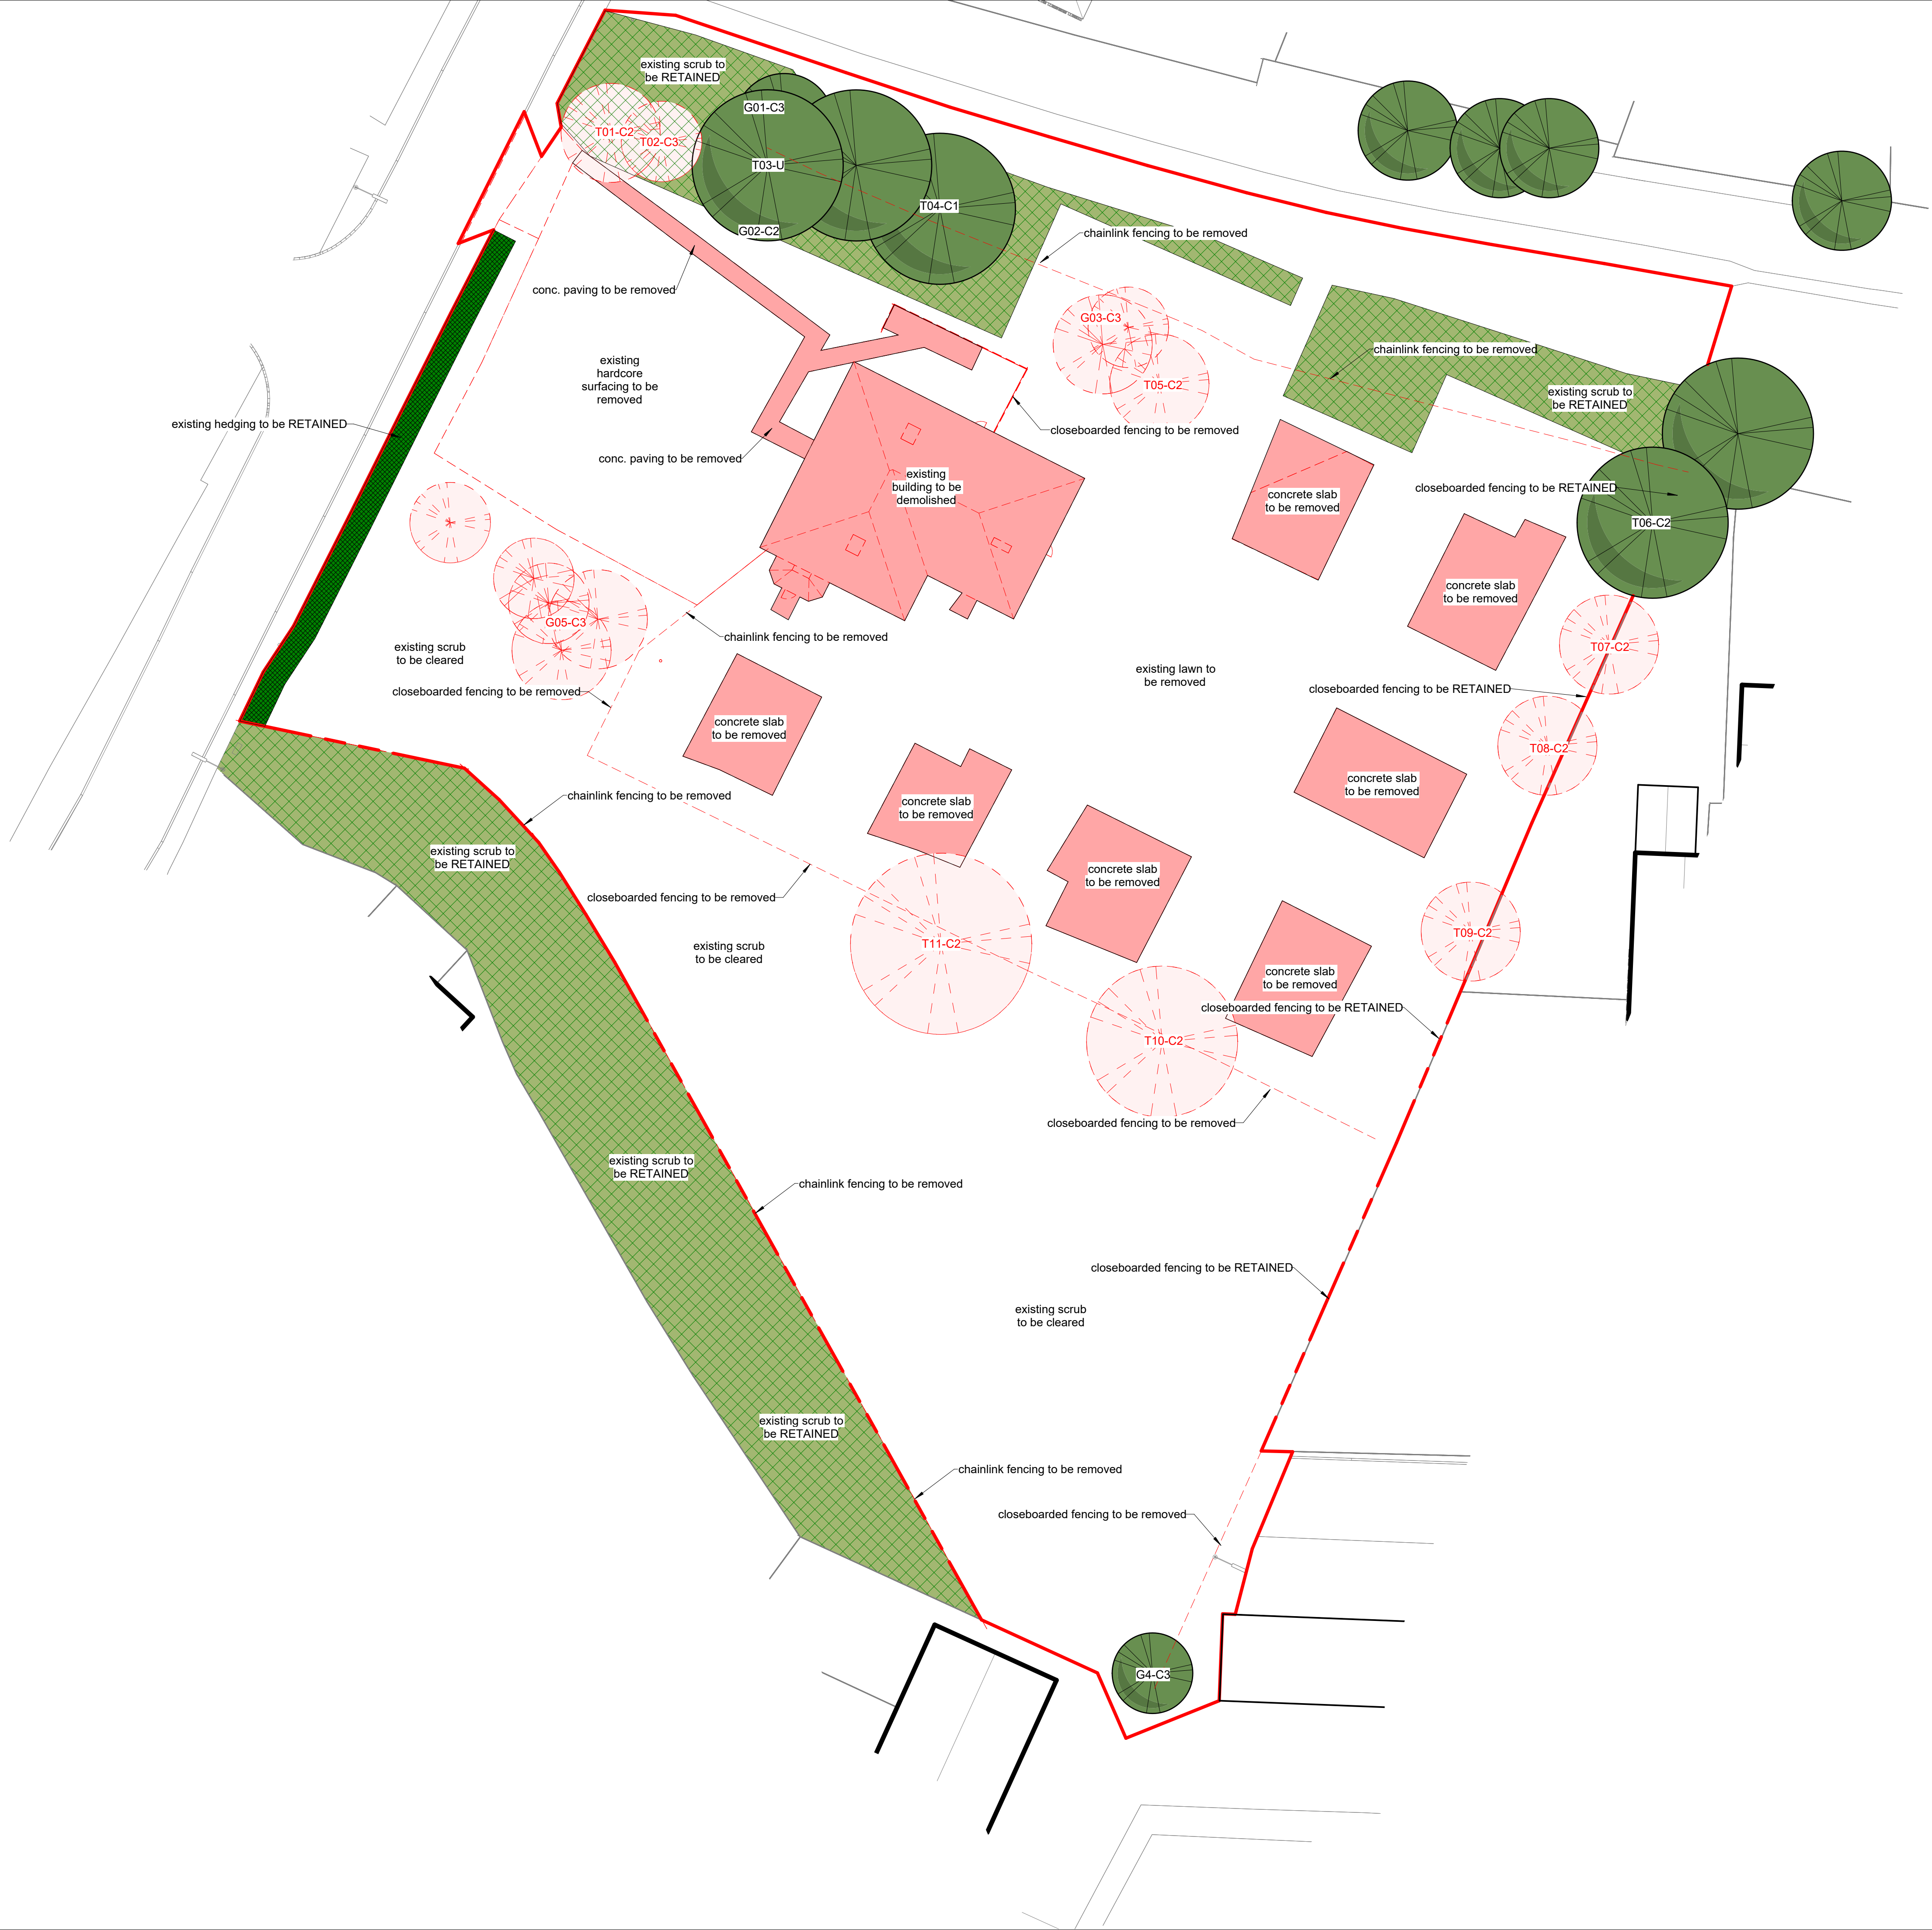 existing scrub to
be RETAINED
G01-C3
T01-C2
T02-C3
T03-U
T04-C1
G02-C2
chainlink fencing to be removed
conc. paving to be removed
G03-C3
chainlink fencing to be removed
existing
hardcore
surfacing to be
removed
T05-C2
existing scrub to
be RETAINED
existing hedging to be RETAINED
closeboarded fencing to be removed
conc. paving to be removed
existing
building to be
demolished
closeboarded fencing to be RETAINED
concrete slab
to be removed
T06-C2
concrete slab
to be removed
G05-C3
chainlink fencing to be removed
T07-C2
existing scrub
to be cleared
existing lawn to
be removed
closeboarded fencing to be removed
closeboarded fencing to be RETAINED
concrete slab
to be removed
T08-C2
concrete slab
to be removed
chainlink fencing to be removed
concrete slab
to be removed
existing scrub to
be RETAINED
concrete slab
to be removed
closeboarded fencing to be removed
T09-C2
T11-C2
existing scrub
to be cleared
concrete slab
to be removed
closeboarded fencing to be RETAINED
T10-C2
closeboarded fencing to be removed
existing scrub to
be RETAINED
chainlink fencing to be removed
closeboarded fencing to be RETAINED
existing scrub
to be cleared
existing scrub to
be RETAINED
chainlink fencing to be removed
closeboarded fencing to be removed
G4-C3